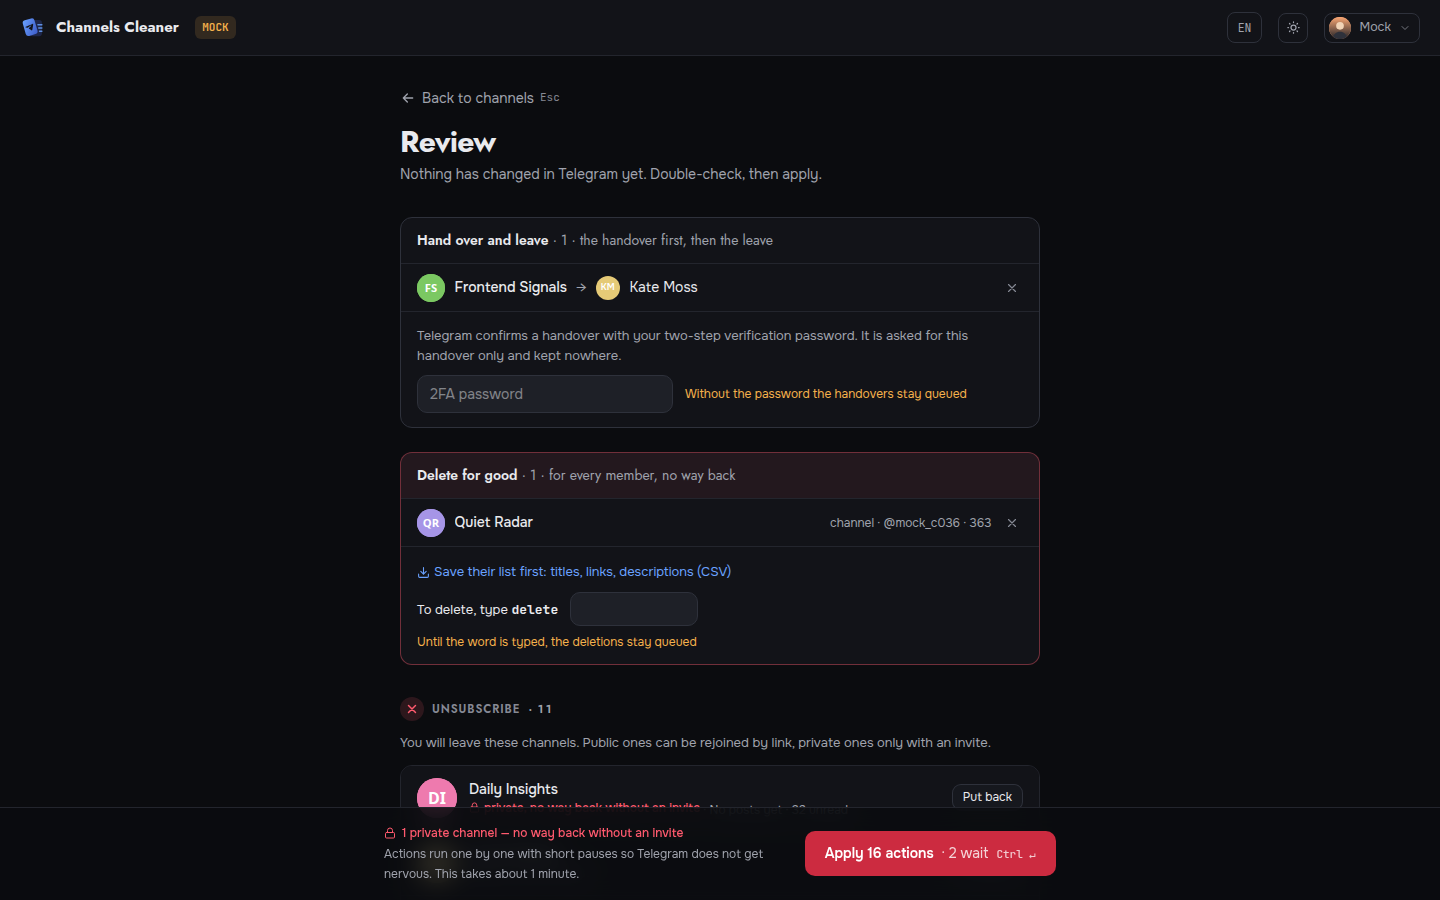 Channels Cleaner MOCK
EN
Mock
Back to channels Esc
Review
Nothing has changed in Telegram yet. Double-check, then apply.
Hand over and leave · 1 · the handover first, then the leave
FS Frontend Signals → KM Kate Moss
Telegram confirms a handover with your two-step verification password. It is asked for this
handover only and kept nowhere.
2FA password
Without the password the handovers stay queued
Delete for good · 1 · for every member, no way back
QR Quiet Radar
channel · @mock_c036 · 363
Save their list first: titles, links, descriptions (CSV)
To delete, type delete
Until the word is typed, the deletions stay queued
UNSUBSCRIBE · 11
You will leave these channels. Public ones can be rejoined by link, private ones only with an invite.
DI Daily Insights
private, no way back without an invite
Put back
1 private channel — no way back without an invite
Actions run one by one with short pauses so Telegram does not get
nervous. This takes about 1 minute.
Apply 16 actions · 2 wait Ctrl ↵